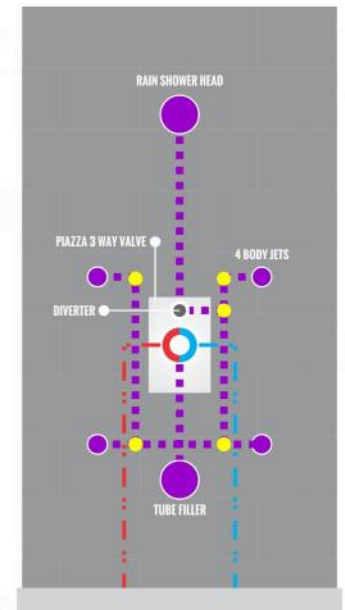 RAIN SHOWER HEAD
PIAZZA 3 WAY VALVE
4 BODY JETS
DIVERTER
TUBE FILLER